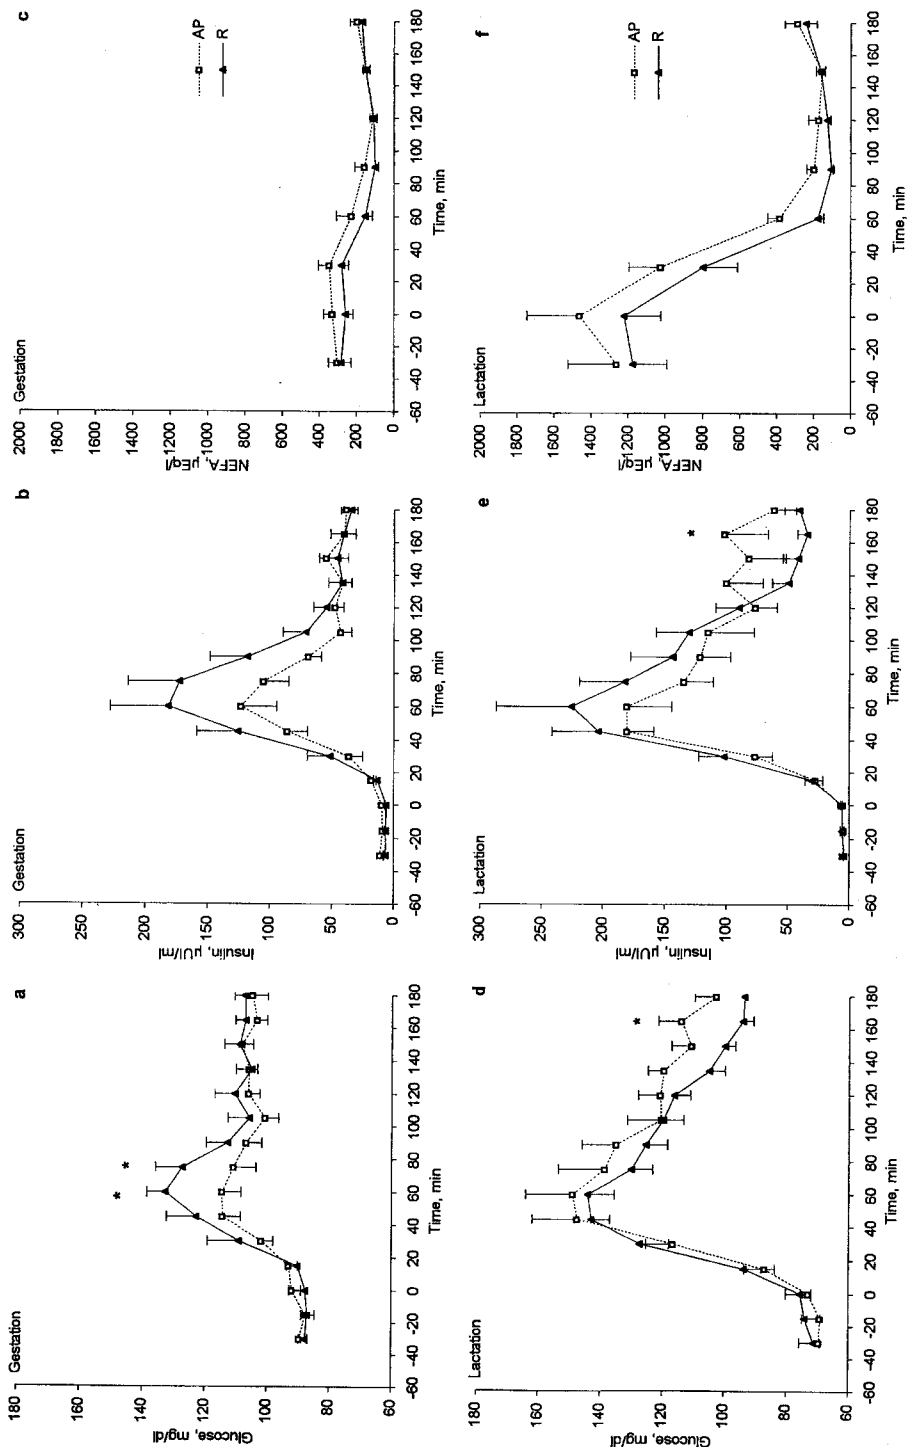 a
Gestation
180
160
140
120
100
80
60
Glucose, mg/dl
* *
-60 -40 -20 0 20 40 60 80 100 120 140 160 180
Time, min
b
Gestation
300
250
200
150
100
50
0
Insulin, µUI/ml
-60 -40 -20 0 20 40 60 80 100 120 140 160 180
Time, min
c
Gestation
AP
R
2000
1800
1600
1400
1200
1000
800
600
400
200
0
NEFA, µEq/l
-60 -40 -20 0 20 40 60 80 100 120 140 160 180
Time, min
d
Lactation
180
160
140
120
100
80
60
Glucose, mg/dl
*
-60 -40 -20 0 20 40 60 80 100 120 140 160 180
Time, min
e
Lactation
300
250
200
150
100
50
0
Insulin, µUI/ml
*
-60 -40 -20 0 20 40 60 80 100 120 140 160 180
Time, min
f
Lactation
AP
R
2000
1800
1600
1400
1200
1000
800
600
400
200
0
NEFA, µEq/l
-60 -40 -20 0 20 40 60 80 100 120 140 160 180
Time, min